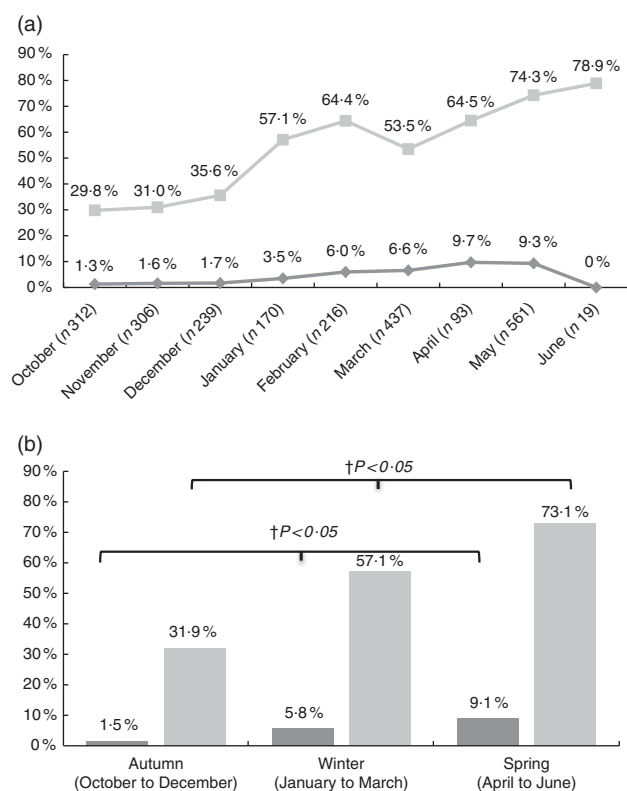 (a)
90 %
80 %
70 %
60 %
50 %
40 %
30 %
20 %
10 %
0 %
29·8 %
31·0 %
35·6 %
57·1 %
64·4 %
53·5 %
64·5 %
74·3 %
78·9 %
1·3 %
1·6 %
1·7 %
3·5 %
6·0 %
6·6 %
9·7 %
9·3 %
0 %
October (n 312)
November (n 306)
December (n 239)
January (n 170)
February (n 216)
March (n 437)
April (n 93)
May (n 561)
June (n 19)
(b)
90 %
80 %
70 %
60 %
50 %
40 %
30 %
20 %
10 %
0 %
†P<0·05
†P<0·05
1·5 %
31·9 %
5·8 %
57·1 %
9·1 %
73·1 %
Autumn
(October to December)
Winter
(January to March)
Spring
(April to June)